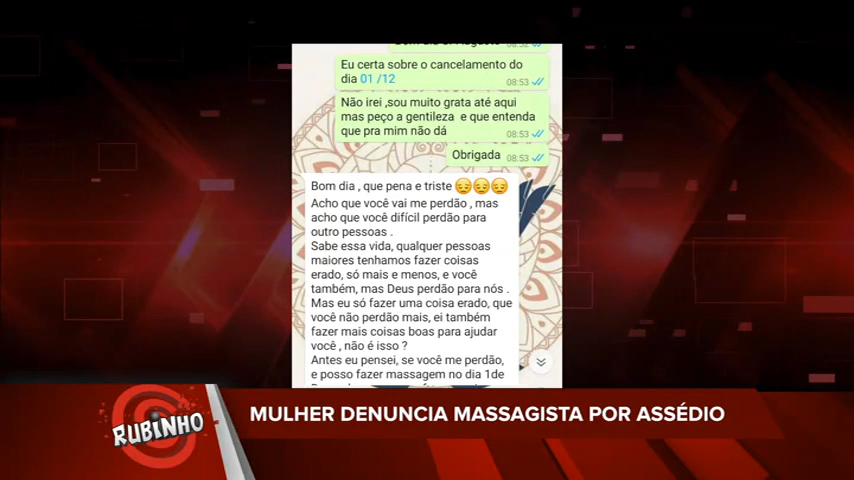 Eu certa sobre o cancelamento do
dia 01 /12
08:53
Não irei ,sou muito grata até aqui
mas peço a gentileza e que entenda
que pra mim não dá
08:53
Obrigada 08:53
Bom dia , que pena e triste 😔😔😔
Acho que você vai me perdão , mas
acho que você difícil perdão para
outro pessoas .
Sabe essa vida, qualquer pessoas
maiores tenhamos fazer coisas
erado, só mais e menos, e você
também, mas Deus perdão para nós .
Mas eu só fazer uma coisa erado, que
você não perdão mais, ei também
fazer mais coisas boas para ajudar
você , não é isso ?
Antes eu pensei, se você me perdão,
e posso fazer massagem no dia 1de
RUBINHO
MULHER DENUNCIA MASSAGISTA POR ASSÉDIO